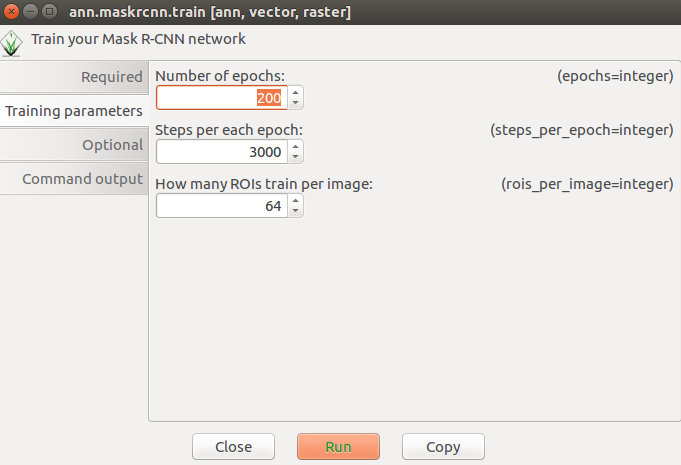 ann.maskrcnn.train [ann, vector, raster]
Train your Mask R-CNN network
Required
Training parameters
Optional
Command output
Number of epochs: (epochs=integer)
200
Steps per each epoch: (steps_per_epoch=integer)
3000
How many ROIs train per image: (rois_per_image=integer)
64
Close Run Copy